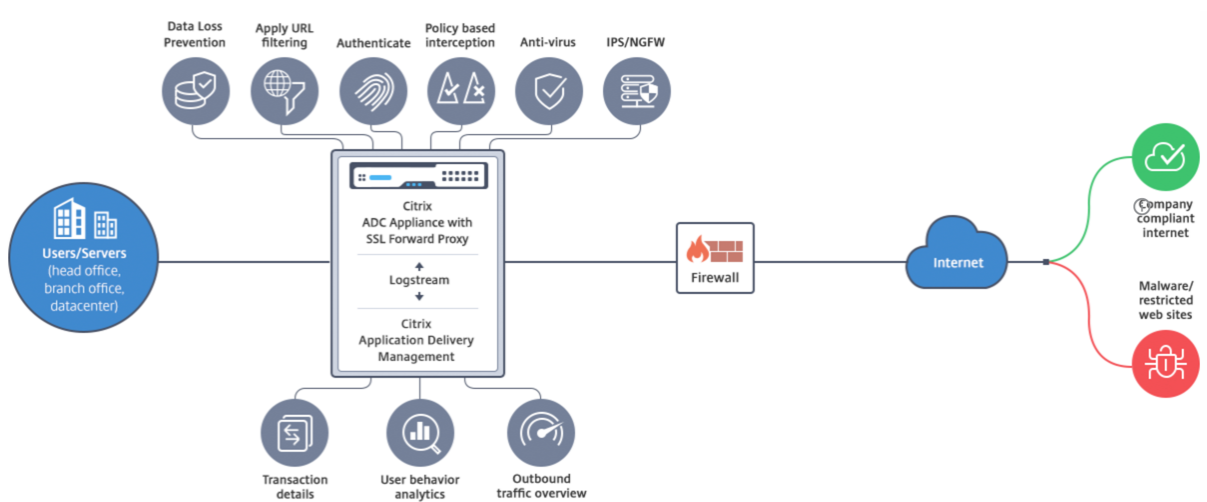 Data Loss
Prevention
Apply URL
filtering
Authenticate
Policy based
interception
Anti-virus
IPS/NGFW
Citrix
ADC Appliance with
SSL Forward Proxy
Logstream
Citrix
Application Delivery
Management
Users/Servers
(head office,
branch office,
datacenter)
Firewall
Internet
Company
compliant
internet
Malware/
restricted
web sites
Transaction
details
User behavior
analytics
Outbound
traffic overview